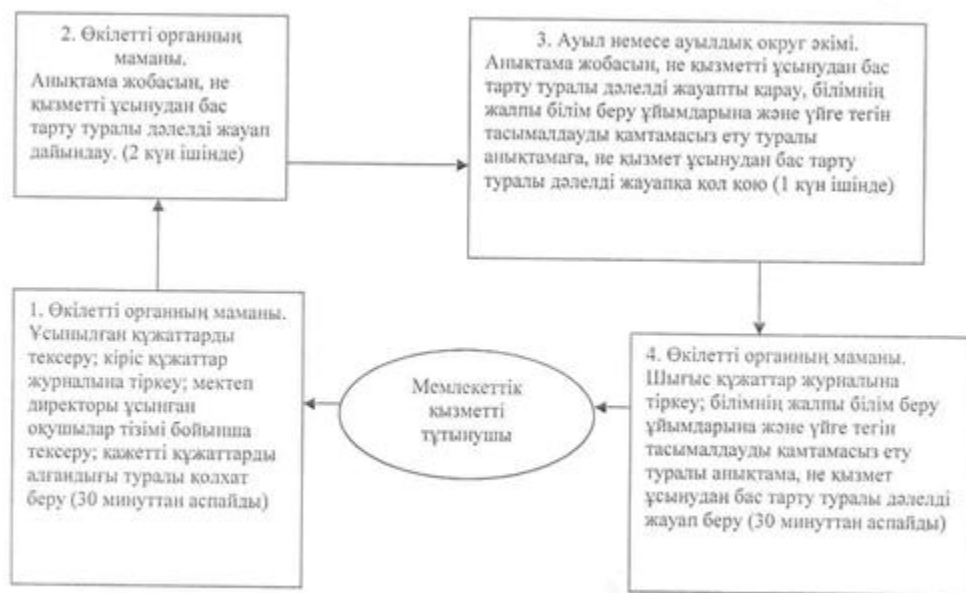 2. Өкілетті органның
маманы.
Анықтама жобасын, не
қызметті ұсынудан бас
тарту туралы дәлелді жауап
дайындау. (2 күн ішінде)
3. Ауыл немесе ауылдық округ әкімі.
Анықтама жобасын, не қызметті ұсынудан бас
тарту туралы дәлелді жауапты қарау, білімнің
жалпы білім беру ұйымдарына және үйге тегін
тасымалдауды қамтамасыз ету туралы
анықтамаға, не қызмет ұсынудан бас тарту
туралы дәлелді жауапқа қол қою (1 күн ішінде)
1. Өкілетті органның маманы.
Ұсынылған құжаттарды
тексеру; кіріс құжаттар
журналына тіркеу; мектеп
директоры ұсынған
оқушылар тізімі бойынша
тексеру; қажетті құжаттарды
алғандығы туралы қолхат
беру (30 минуттан аспайды)
Мемлекеттік
қызметті
тұтынушы
4. Өкілетті органның маманы.
Шығыс құжаттар журналына
тіркеу; білімнің жалпы білім беру
ұйымдарына және үйге тегін
тасымалдауды қамтамасыз ету
туралы анықтама, не қызмет
ұсынудан бас тарту туралы дәлелді
жауап беру (30 минуттан аспайды)